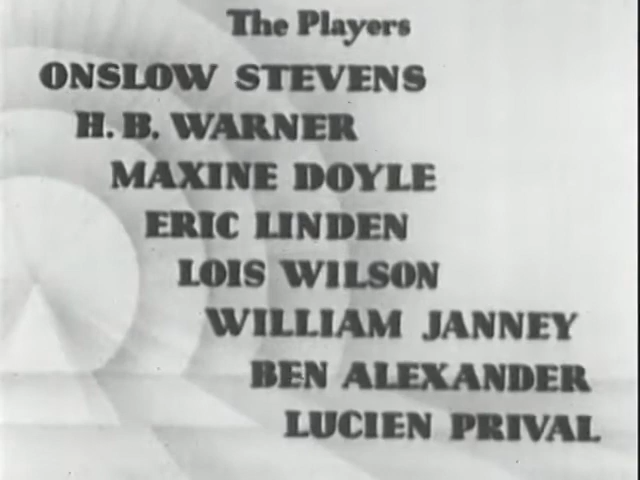 The Players
ONSLOW STEVENS
H. B. WARNER
MAXINE DOYLE
ERIC LINDEN
LOIS WILSON
WILLIAM JANNEY
BEN ALEXANDER
LUCIEN PRIVAL